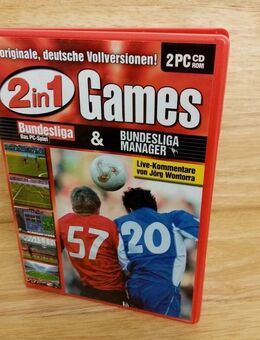 originale, deutsche Vollversionen!
2 PC CD
ROM
2in1 Games
Bundesliga
Das PC-Spiel
&
BUNDESLIGA
MANAGER
Live-Kommentare
von Jörg Wontorra
57 20